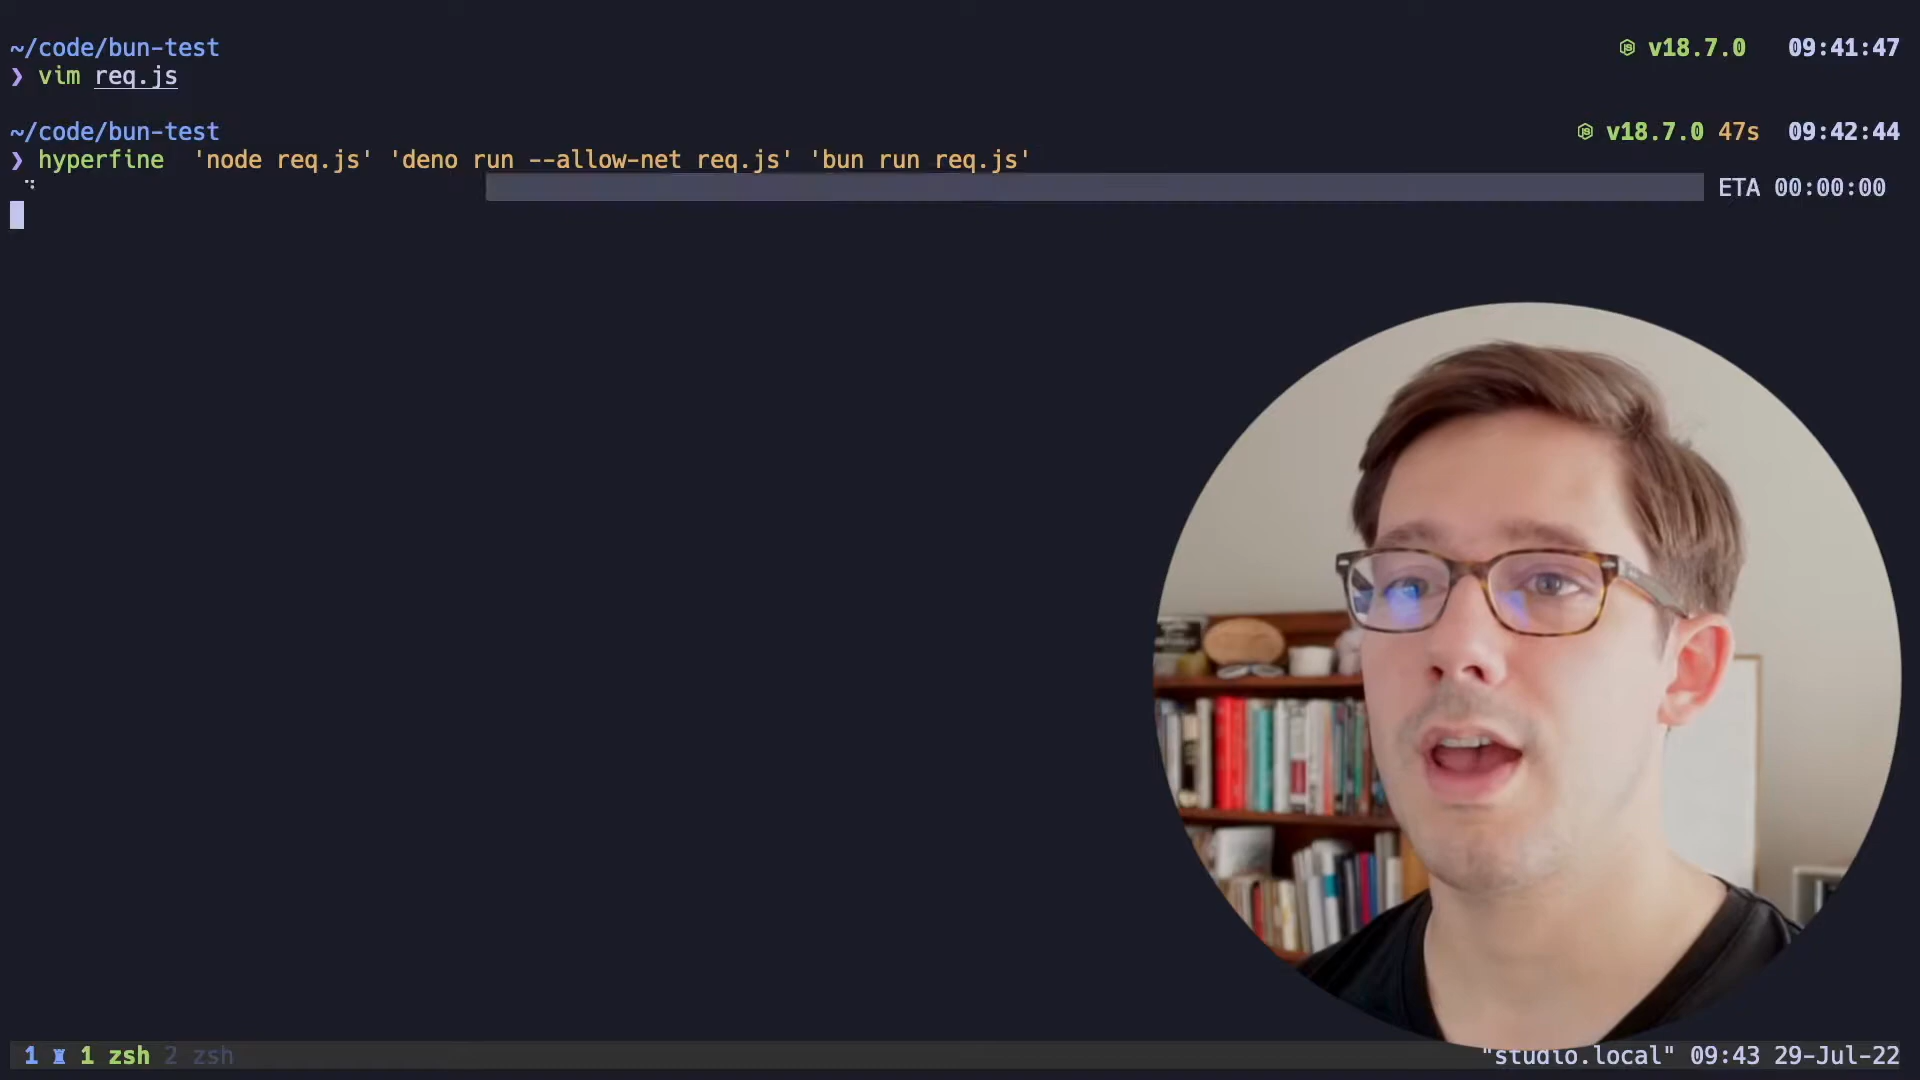 ~/code/bun-test v18.7.0 09:41:47
❯ vim req.js
~/code/bun-test v18.7.0 47s 09:42:44
❯ hyperfine  'node req.js' 'deno run --allow-net req.js' 'bun run req.js'
ETA 00:00:00
1 1 zsh 2 zsh "studio.local" 09:43 29-Jul-22